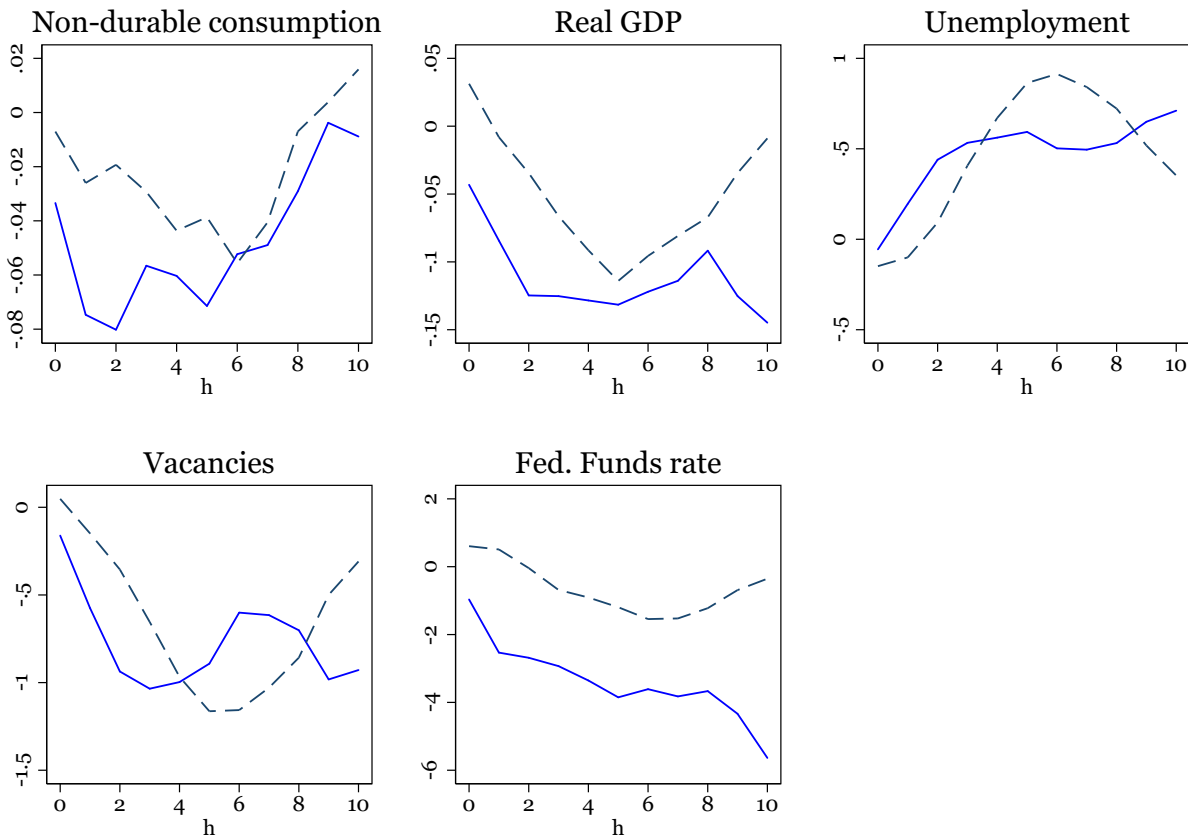 Non-durable consumption
.02
0
-.02
-.04
-.06
-.08
0 2 4 6 8 10
h
Real GDP
.05
0
-.05
-.1
-.15
0 2 4 6 8 10
h
Unemployment
1
.5
0
-.5
0 2 4 6 8 10
h
Vacancies
0
-.5
-1
-1.5
0 2 4 6 8 10
h
Fed. Funds rate
2
0
-2
-4
-6
0 2 4 6 8 10
h